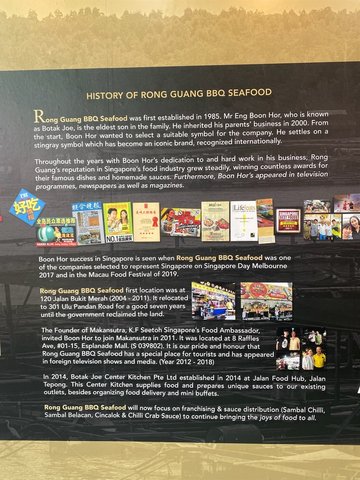 HISTORY OF RONG GUANG BBQ SEAFOOD
Rong Guang BBQ Seafood was first established in 1985. Mr Eng Boon Hor, who is known
as Botak Joe, is the eldest son in the family. He inherited his parents' business in 2000. From
the start, Boon Hor wanted to select a suitable symbol for the company. He settles on a
stingray symbol which has become an iconic brand, recognized internationally.
Throughout the years with Boon Hor's dedication to and hard work in his business, Rong
Guang's reputation in Singapore's food industry grew steadily, winning countless awards for
their famous dishes and homemade sauces. Furthermore, Boon Hor's appeared in television
programmes, newspapers as well as magazines.
好吃
Boon Hor success in Singapore is seen when Rong Guang BBQ Seafood was one
of the companies selected to represent Singapore on Singapore Day Melbourne
2017 and in the Macau Food Festival of 2019.
Rong Guang BBQ Seafood first location was at
120 Jalan Bukit Merah (2004 - 2011). It relocated
to 301 Ulu Pandan Road for a good seven years
until the government reclaimed the land.
The Founder of Makansutra, K.F Seetoh Singapore's Food Ambassador,
invited Boon Hor to join Makansutra in 2011. It was located at 8 Raffles
Ave, #01-15, Esplanade Mall, (S 039802). It is our pride and honour that
Rong Guang BBQ Seafood has a special place for tourists and has appeared
in foreign television shows and media. (Year 2012 - 2018)
In 2014, Botak Joe Center Kitchen Pte Ltd established in 2014 at Jalan Food Hub, Jalan
Tepong. This Center Kitchen supplies food and prepares unique sauces to our existing
outlets, besides organizing food delivery and mini buffets.
Rong Guang BBQ Seafood will now focus on franchising & sauce distribution (Sambal Chilli,
Sambal Belacan, Cincalok & Chilli Crab Sauce) to continue bringing the joys of food to all.